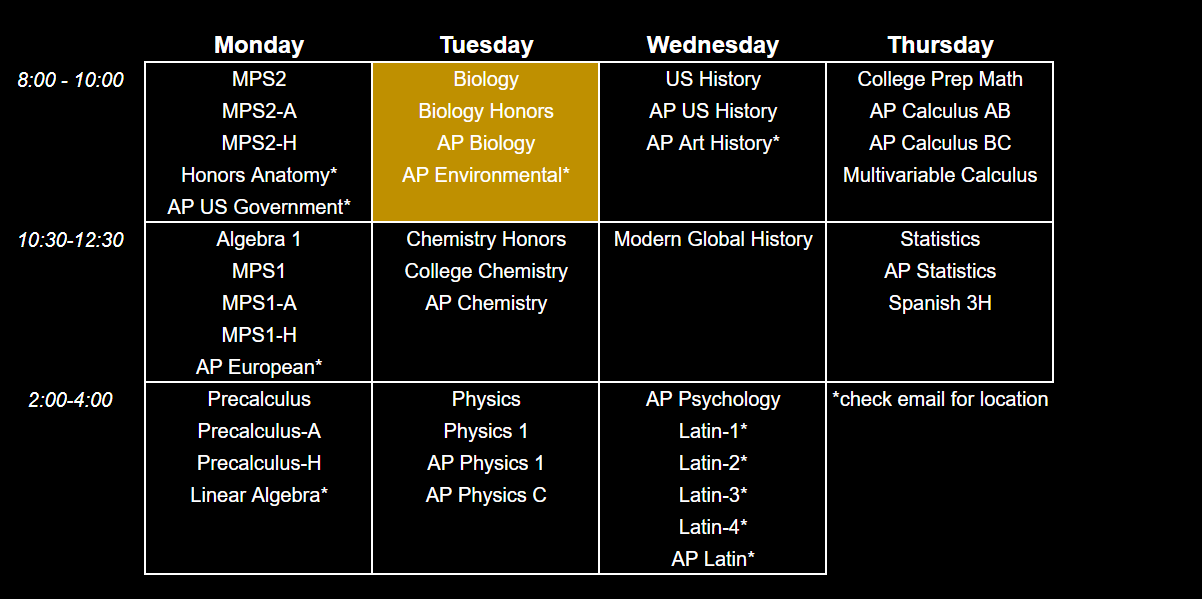 Monday Tuesday Wednesday Thursday
8:00 - 10:00 MPS2 Biology US History College Prep Math
MPS2-A Biology Honors AP US History AP Calculus AB
MPS2-H AP Biology AP Art History* AP Calculus BC
Honors Anatomy* AP Environmental* Multivariable Calculus
AP US Government*
10:30-12:30 Algebra 1 Chemistry Honors Modern Global History Statistics
MPS1 College Chemistry AP Statistics
MPS1-A AP Chemistry Spanish 3H
MPS1-H
AP European*
2:00-4:00 Precalculus Physics AP Psychology *check email for location
Precalculus-A Physics 1 Latin-1*
Precalculus-H AP Physics 1 Latin-2*
Linear Algebra* AP Physics C Latin-3*
Latin-4*
AP Latin*